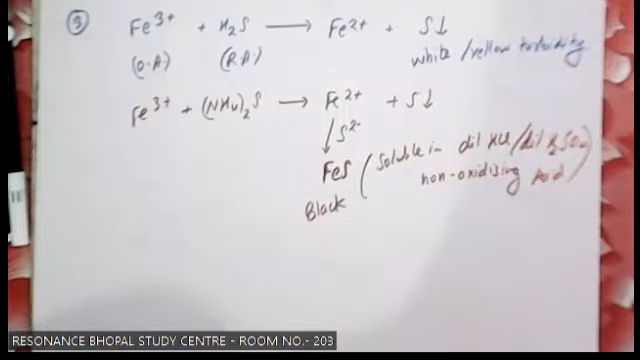 ③ Fe³⁺ + H₂S ⟶ Fe²⁺ + S↓
(O.A) (R.A) white/yellow turbidity
Fe³⁺ + (NH₄)₂S ⟶ Fe²⁺ + S↓
↓ S²⁻
FeS (Soluble in dil HCl/dil H₂SO₄
non-oxidising Acid)
Black
RESONANCE BHOPAL STUDY CENTRE - ROOM NO.- 203